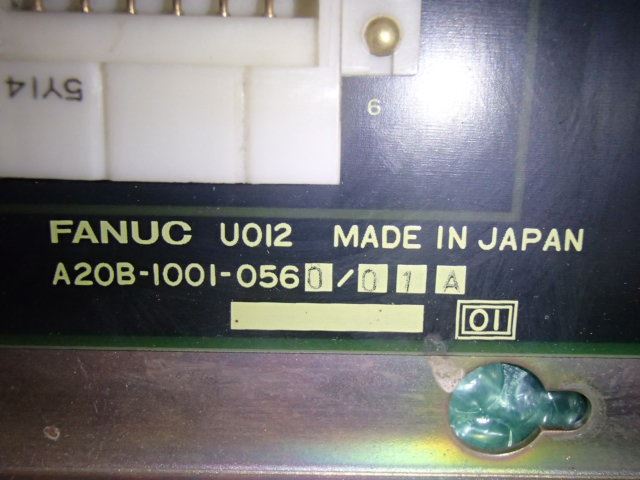 5Y14
6
FANUC U012 MADE IN JAPAN
A20B-1001-0560/01A
01